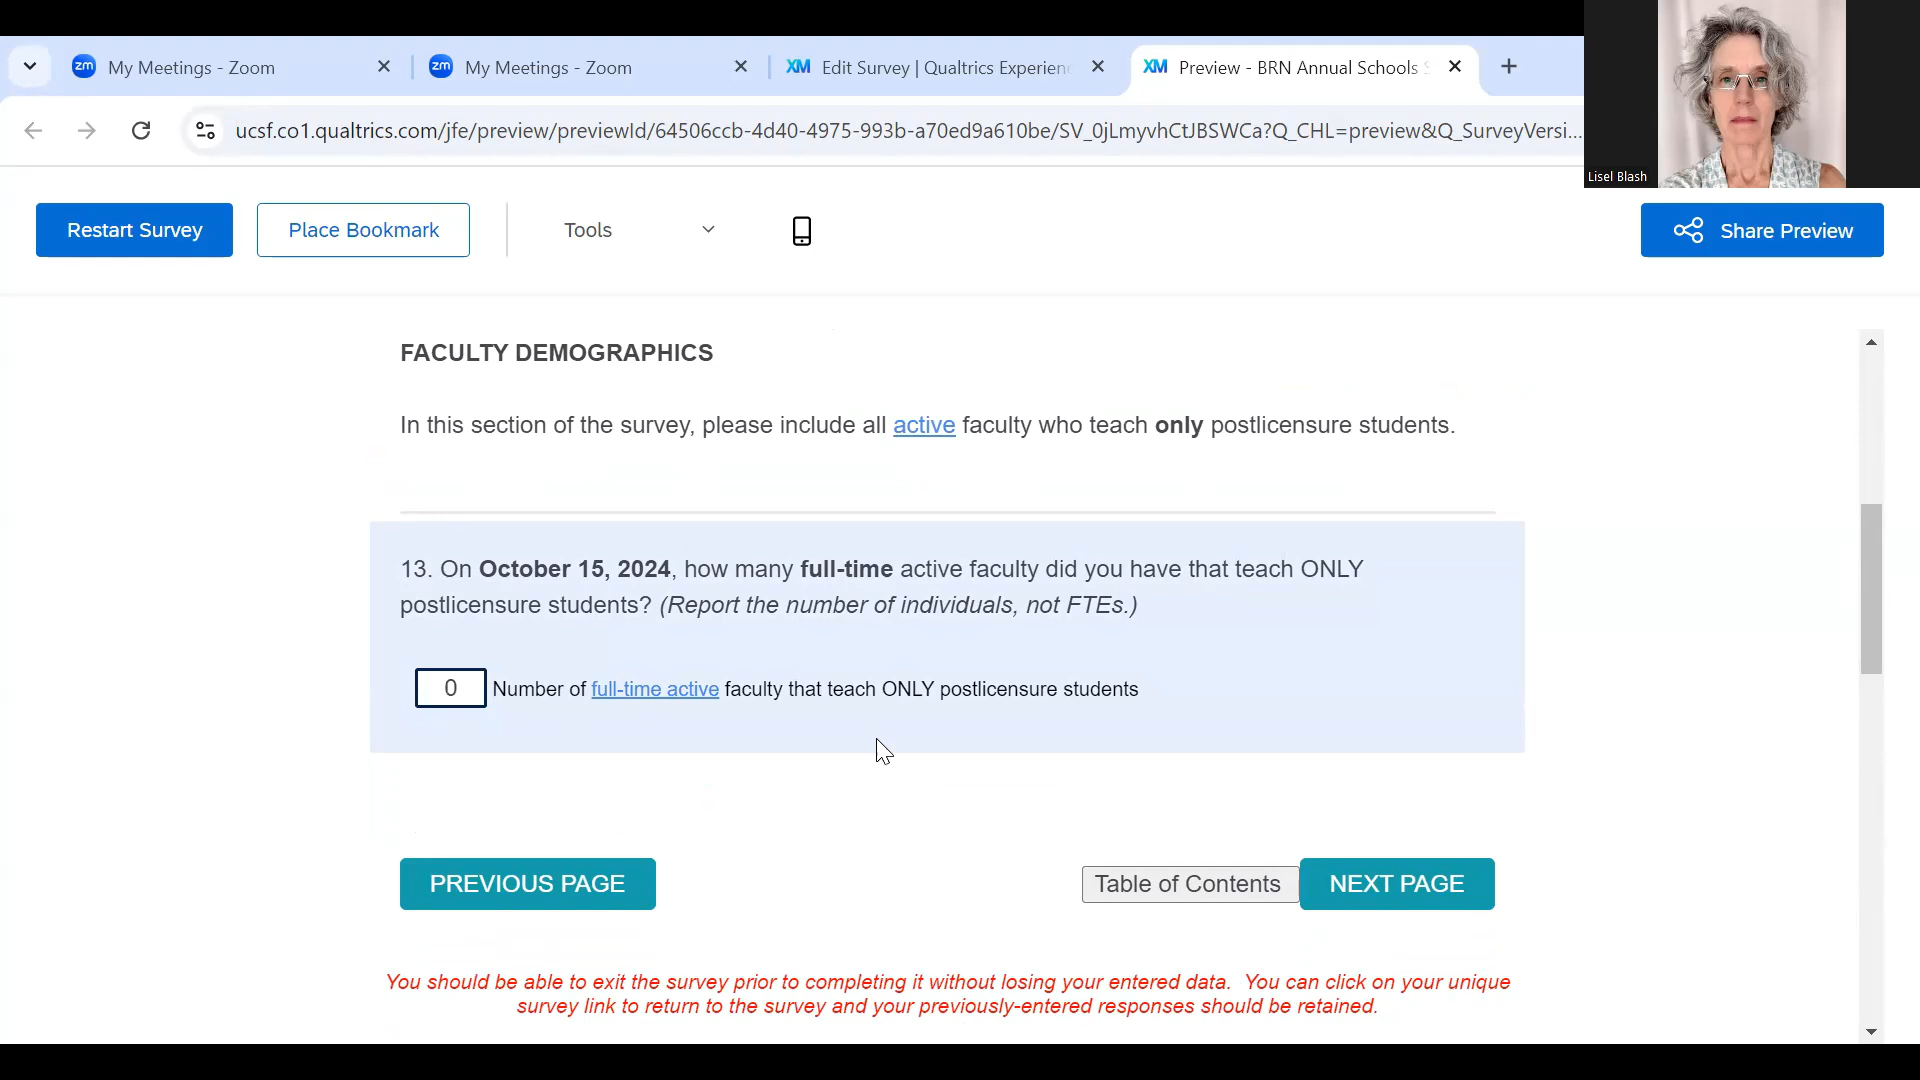 My Meetings - Zoom
My Meetings - Zoom
XM Edit Survey | Qualtrics Experien
XM Preview - BRN Annual Schools S
ucsf.co1.qualtrics.com/jfe/preview/previewId/64506ccb-4d40-4975-993b-a70ed9a610be/SV_0jLmyvhCtJBSWCa?Q_CHL=preview&Q_SurveyVersi...
Lisel Blash
Restart Survey
Place Bookmark
Tools
Share Preview
FACULTY DEMOGRAPHICS
In this section of the survey, please include all active faculty who teach only postlicensure students.
13. On October 15, 2024, how many full-time active faculty did you have that teach ONLY
postlicensure students? (Report the number of individuals, not FTEs.)
0 Number of full-time active faculty that teach ONLY postlicensure students
PREVIOUS PAGE
Table of Contents
NEXT PAGE
You should be able to exit the survey prior to completing it without losing your entered data. You can click on your unique
survey link to return to the survey and your previously-entered responses should be retained.